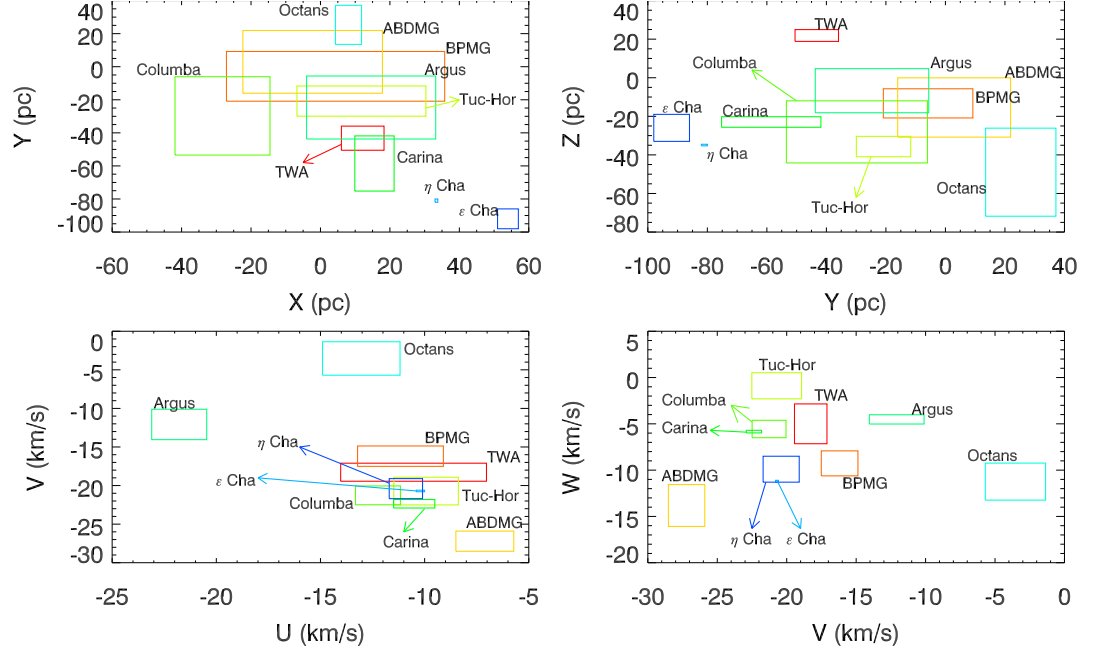 40
20
0
-20
-40
-60
-80
-100
Y (pc)
Octans
ABDMG
BPMG
Columba
Argus
Tuc-Hor
TWA
Carina
η Cha
ε Cha
-60 -40 -20 0 20 40 60
X (pc)
40
20
0
-20
-40
-60
-80
Z (pc)
TWA
Columba
Argus
ABDMG
BPMG
ε Cha
Carina
η Cha
Octans
Tuc-Hor
-100 -80 -60 -40 -20 0 20 40
Y (pc)
0
-5
-10
-15
-20
-25
-30
V (km/s)
Octans
Argus
η Cha
BPMG
TWA
ε Cha
Columba
Tuc-Hor
ABDMG
Carina
-25 -20 -15 -10 -5
U (km/s)
5
0
-5
-10
-15
-20
W (km/s)
Tuc-Hor
Columba
TWA
Argus
Carina
Octans
ABDMG
BPMG
η Cha ε Cha
-30 -25 -20 -15 -10 -5 0
V (km/s)